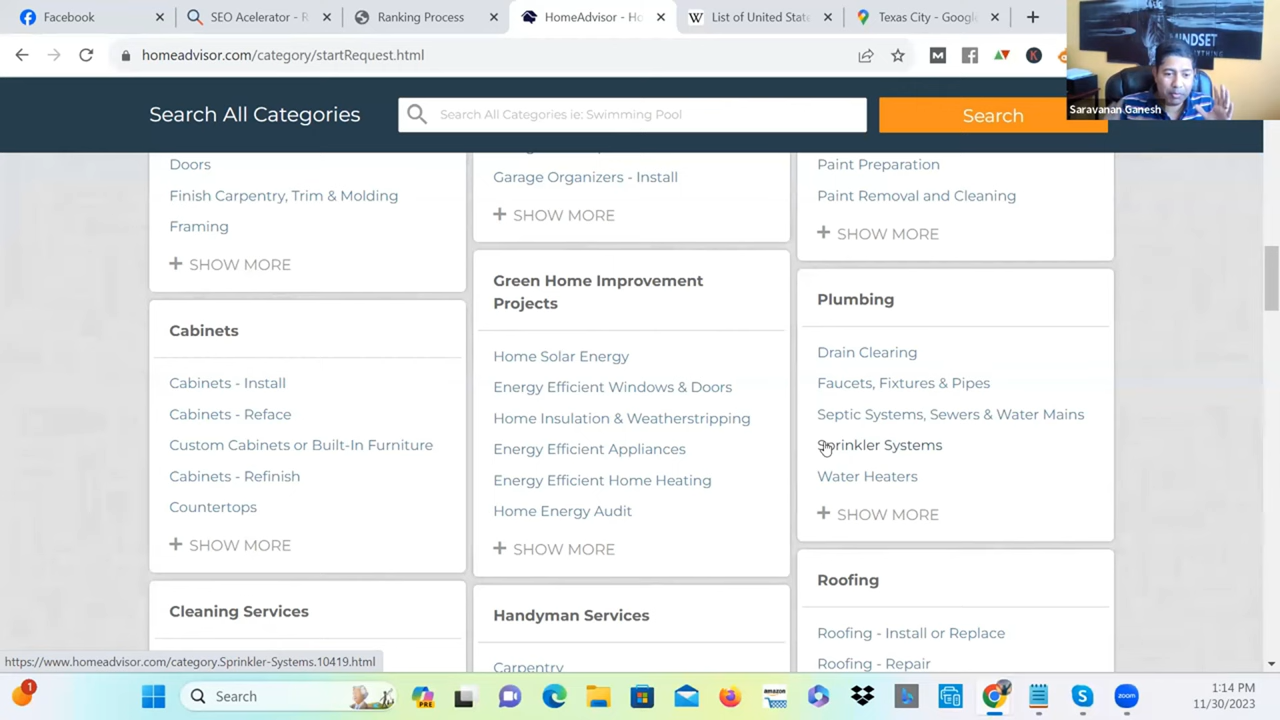 Facebook
SEO Acelerator - R
Ranking Process
HomeAdvisor - Ho
List of United State
Texas City - Google
homeadvisor.com/category/startRequest.html
MINDSET
Saravanan Ganesh
Search All Categories
Search All Categories ie: Swimming Pool
Search
Doors
Finish Carpentry, Trim & Molding
Framing
+ SHOW MORE
Cabinets
Cabinets - Install
Cabinets - Reface
Custom Cabinets or Built-In Furniture
Cabinets - Refinish
Countertops
+ SHOW MORE
Cleaning Services
Garage Organizers - Install
+ SHOW MORE
Green Home Improvement
Projects
Home Solar Energy
Energy Efficient Windows & Doors
Home Insulation & Weatherstripping
Energy Efficient Appliances
Energy Efficient Home Heating
Home Energy Audit
+ SHOW MORE
Handyman Services
Carpentry
Paint Preparation
Paint Removal and Cleaning
+ SHOW MORE
Plumbing
Drain Clearing
Faucets, Fixtures & Pipes
Septic Systems, Sewers & Water Mains
Sprinkler Systems
Water Heaters
+ SHOW MORE
Roofing
Roofing - Install or Replace
Roofing - Repair
https://www.homeadvisor.com/category.Sprinkler-Systems.10419.html
1
Search
amazon
zoom
1:14 PM
11/30/2023